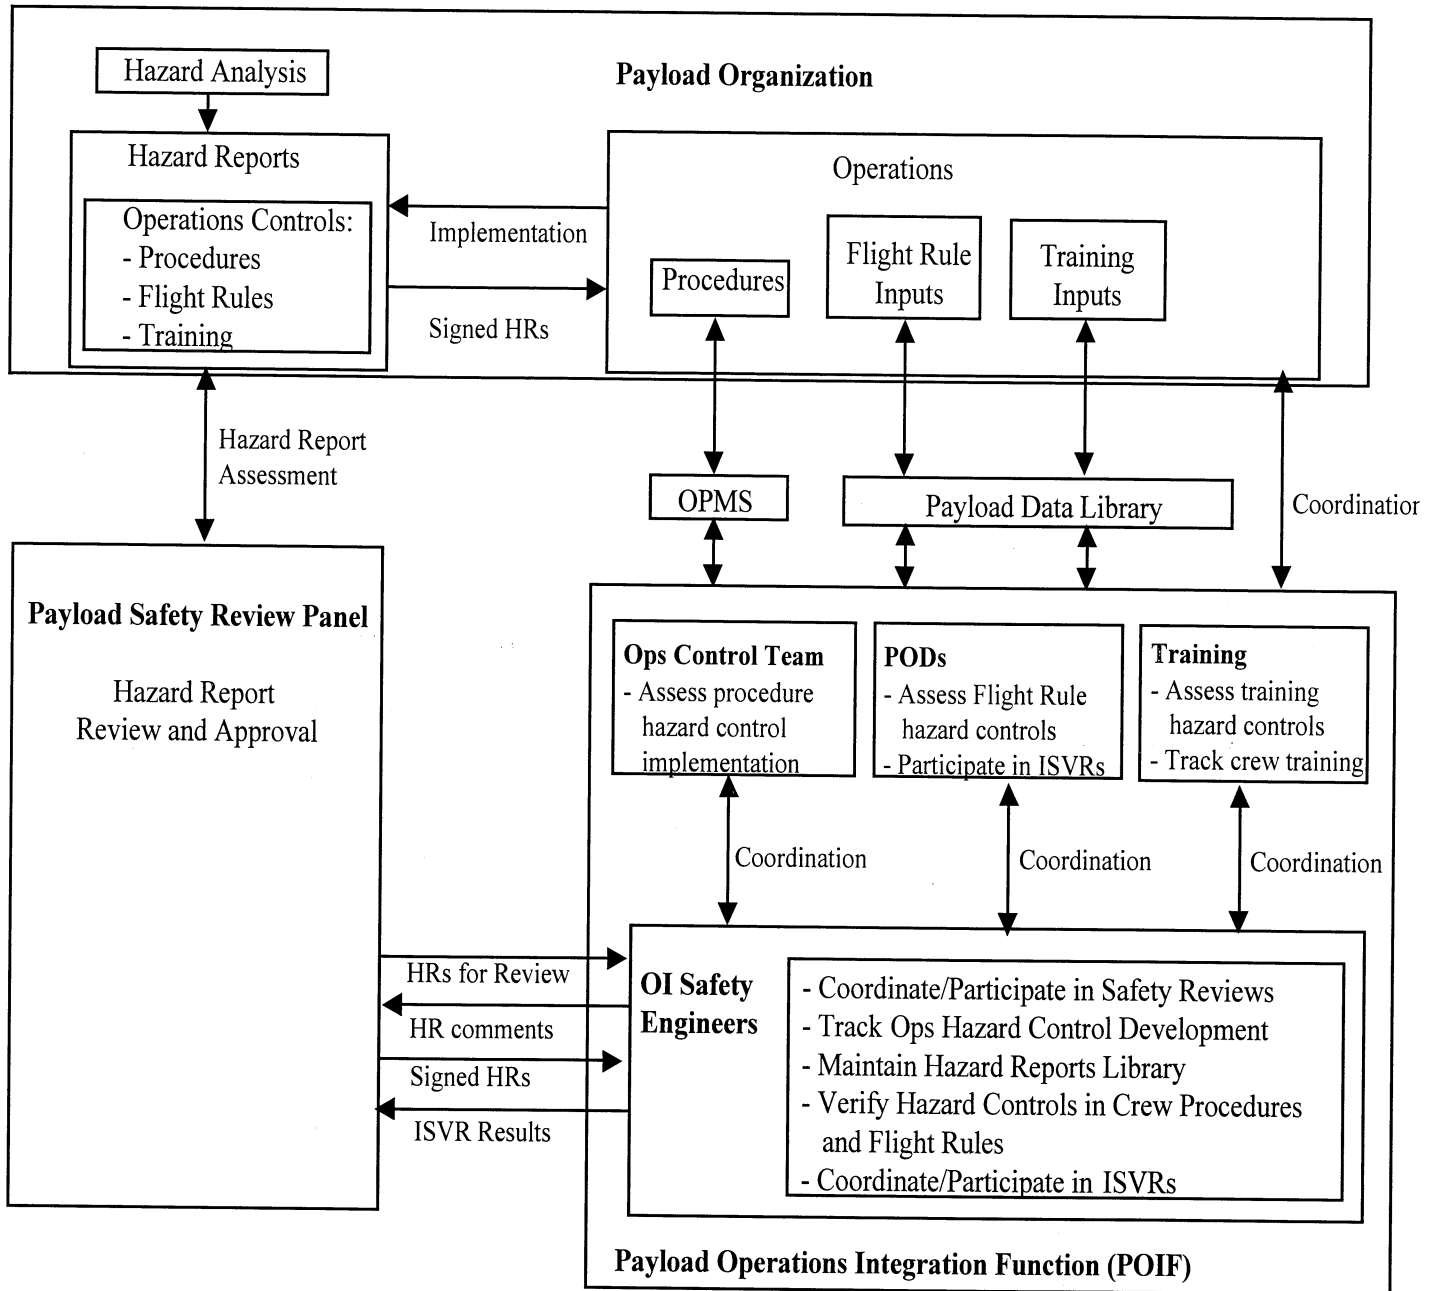 Hazard Analysis
Payload Organization
Hazard Reports
Operations Controls:
- Procedures
- Flight Rules
- Training
Implementation
Signed HRs
Operations
Procedures
Flight Rule
Inputs
Training
Inputs
Hazard Report
Assessment
OPMS
Payload Data Library
Coordination
Payload Safety Review Panel
Hazard Report
Review and Approval
Ops Control Team
- Assess procedure
hazard control
implementation
PODs
- Assess Flight Rule
hazard controls
- Participate in ISVRs
Training
- Assess training
hazard controls
- Track crew training
Coordination
Coordination
Coordination
HRs for Review
HR comments
Signed HRs
ISVR Results
OI Safety
Engineers
- Coordinate/Participate in Safety Reviews
- Track Ops Hazard Control Development
- Maintain Hazard Reports Library
- Verify Hazard Controls in Crew Procedures
and Flight Rules
- Coordinate/Participate in ISVRs
Payload Operations Integration Function (POIF)